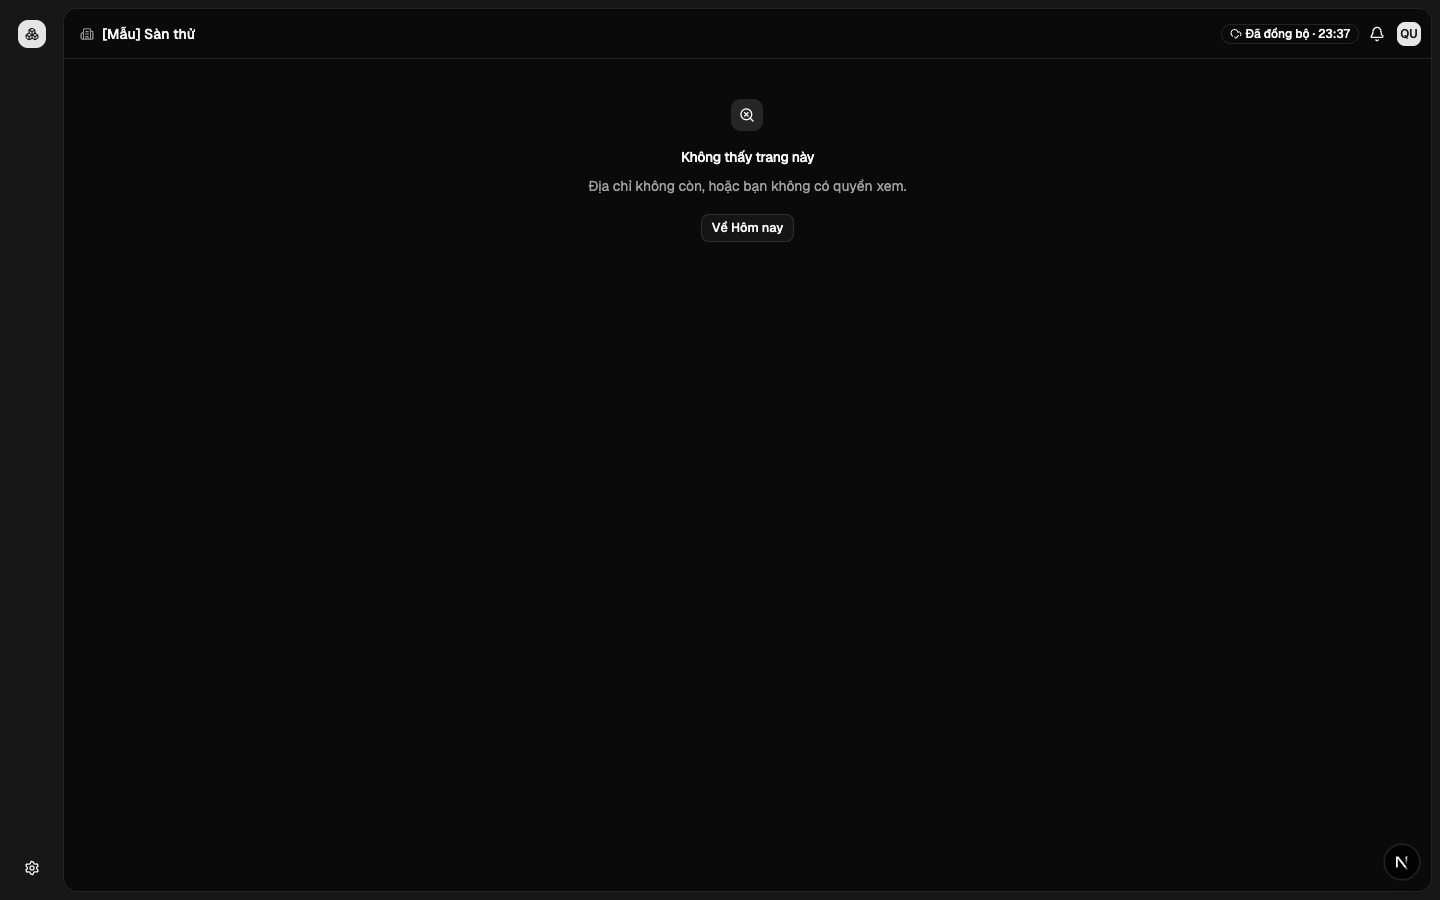 [Mẫu] Sàn thử
Đã đồng bộ · 23:37
QU
Không thấy trang này
Địa chỉ không còn, hoặc bạn không có quyền xem.
Về Hôm nay
N